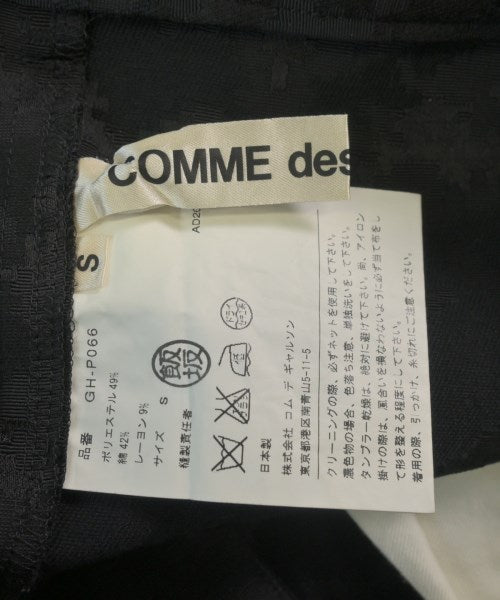 COMME des
S
AD20
品番 GH-P066
ポリエステル 49%
綿 42%
レーヨン 9%
サイズ S
縫製責任者 飯坂
ドライ
日本製
株式会社 コム デ ギャルソン
東京都港区南青山5-11-5
クリーニングの際、必ずネットを使用して下さい。
濃色物の場合、色落ち注意、単独洗いをして下さい。
タンブラー乾燥は、絶対に避けて下さい。尚、アイロン
掛けの際は、風合いを損なわないように必ず当て布をし
て形を整える程度にして下さい。
着用の際、引っかけ、糸切れにご注意ください。